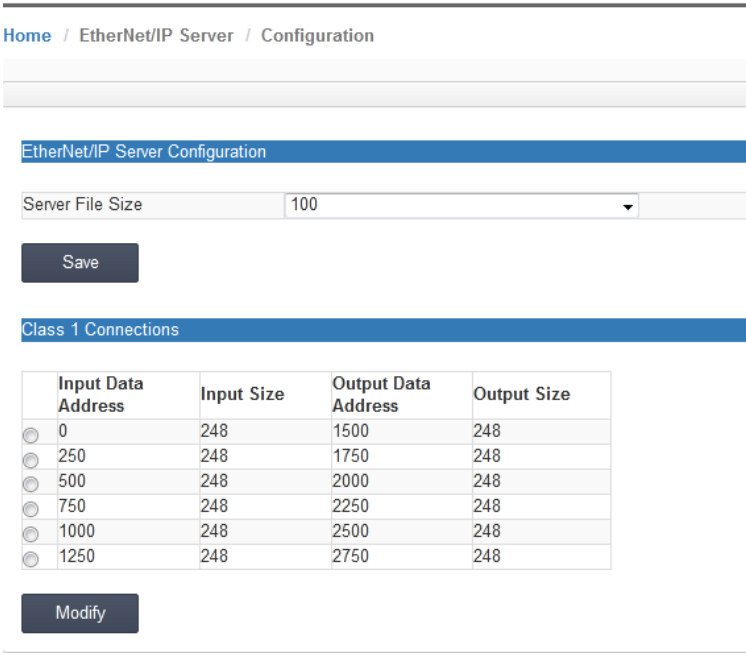 Home / EtherNet/IP Server / Configuration
EtherNet/IP Server Configuration
Server File Size 100
Save
Class 1 Connections
Input Data Address Input Size Output Data Address Output Size
0 248 1500 248
250 248 1750 248
500 248 2000 248
750 248 2250 248
1000 248 2500 248
1250 248 2750 248
Modify